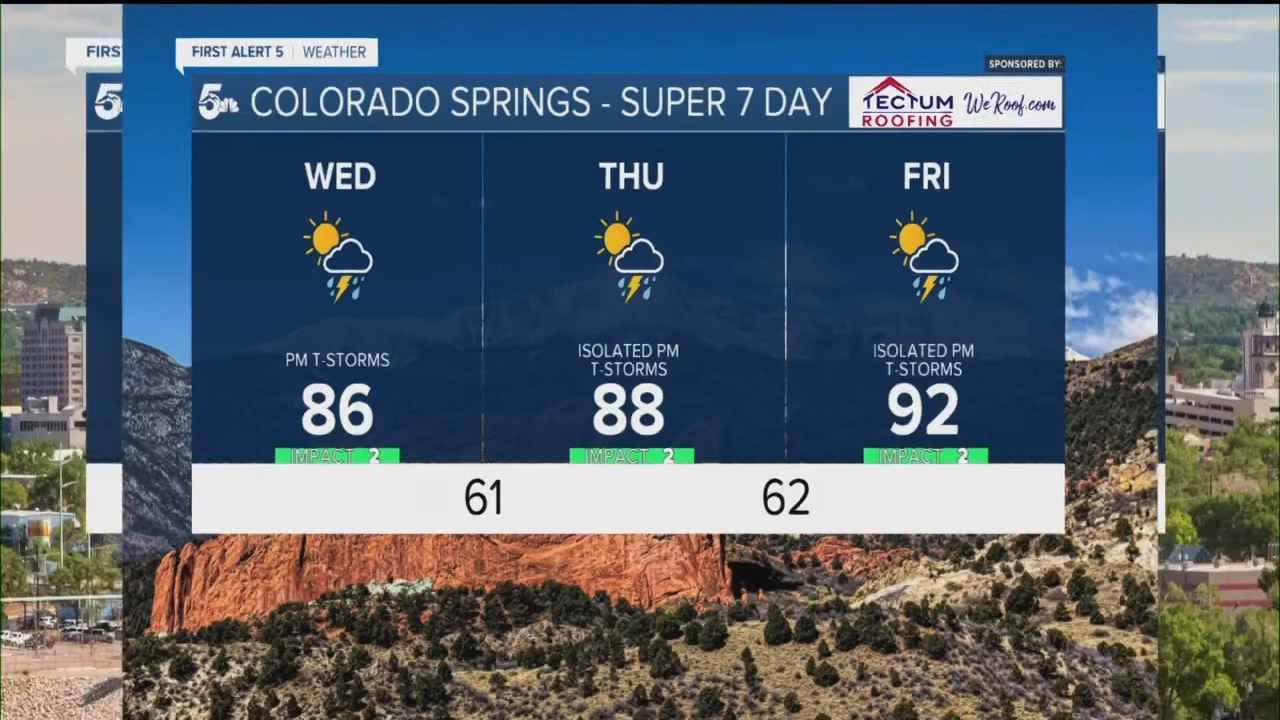 FIRS
FIRST ALERT 5 | WEATHER
SPONSORED BY:
5
5 COLORADO SPRINGS - SUPER 7 DAY
TECTUM
ROOFING
WeRoof.com
WED
THU
FRI
PM T-STORMS
ISOLATED PM
T-STORMS
ISOLATED PM
T-STORMS
86
88
92
IMPACT 2
IMPACT 2
IMPACT 2
61
62